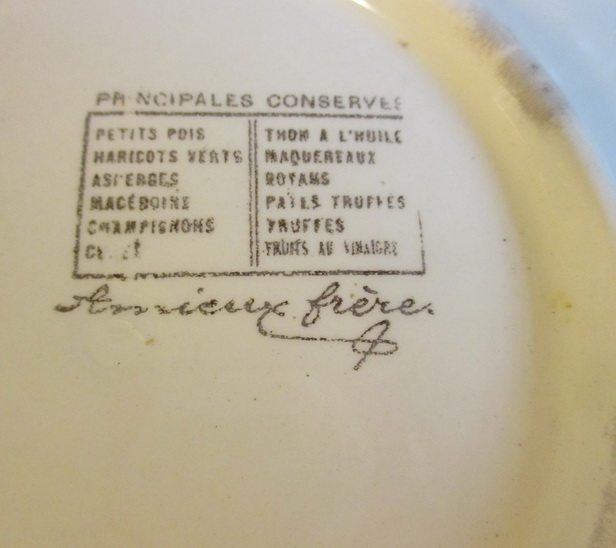 PRINCIPALES CONSERVES
PETITS POIS
HARICOTS VERTS
ASPERGES
MACÉDOINE
CHAMPIGNONS
THON A L'HUILE
MAQUEREAUX
ROYANS
PATÉS TRUFFÉS
TRUFFES
FRUITS AU VINAIGRE
Amieux frère.